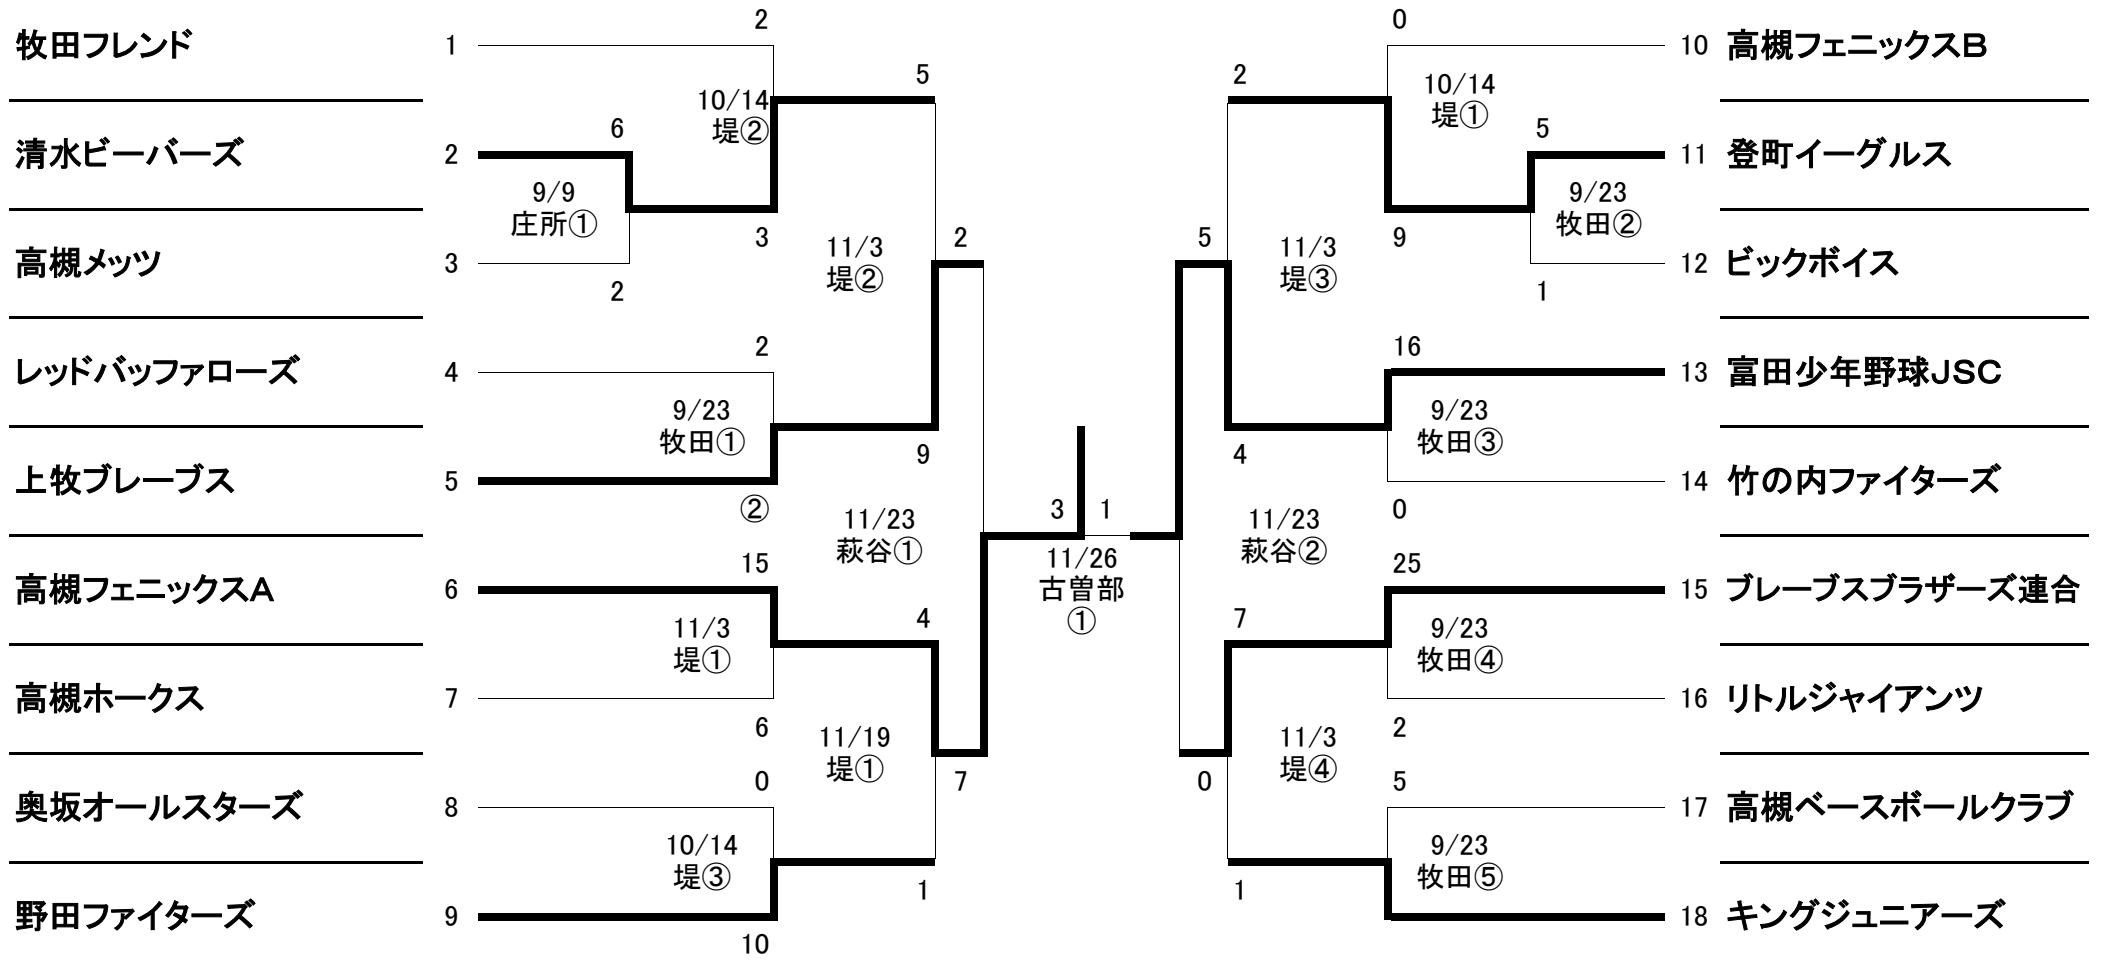 牧田フレンド 1
清水ビーバーズ 2
高槻メッツ 3
レッドバッファローズ 4
上牧ブレーブス 5
高槻フェニックスA 6
高槻ホークス 7
奥坂オールスターズ 8
野田ファイターズ 9
6
9/9
庄所①
2
2
10/14
堤②
3
2
9/23
牧田①
②
15
11/3
堤①
6
0
10/14
堤③
10
5
11/3
堤②
9
4
11/19
堤①
1
2
11/23
萩谷①
7
3 1
11/26
古曽部
①
5
11/23
萩谷②
0
2
11/3
堤③
4
7
11/3
堤④
1
0
10/14
堤①
9
16
9/23
牧田③
0
25
9/23
牧田④
2
5
9/23
牧田⑤
5
9/23
牧田②
1
10 高槻フェニックスB
11 登町イーグルス
12 ビックボイス
13 富田少年野球JSC
14 竹の内ファイターズ
15 ブレーブスブラザーズ連合
16 リトルジャイアンツ
17 高槻ベースボールクラブ
18 キングジュニアーズ